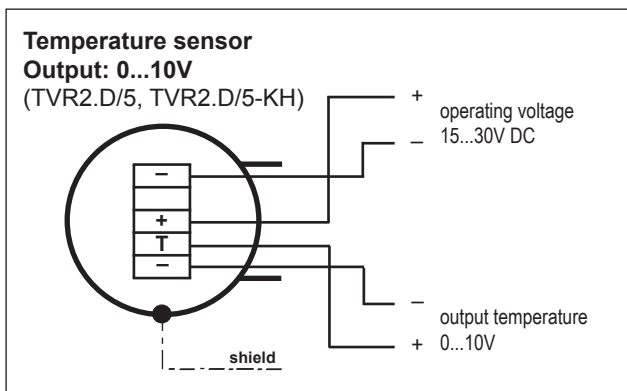 Temperature sensor
Output: 0...10V
(TVR2.D/5, TVR2.D/5-KH)
+
operating voltage
– 15...30V DC
–
+
T
–
–
output temperature
+ 0...10V
shield